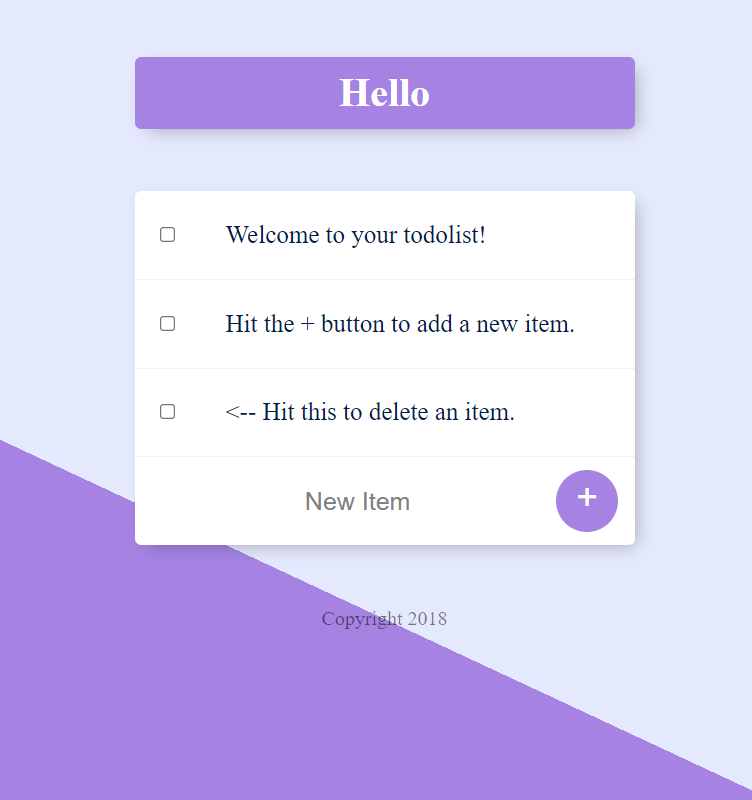 Hello
Welcome to your todolist!
Hit the + button to add a new item.
<-- Hit this to delete an item.
New Item +
Copyright 2018